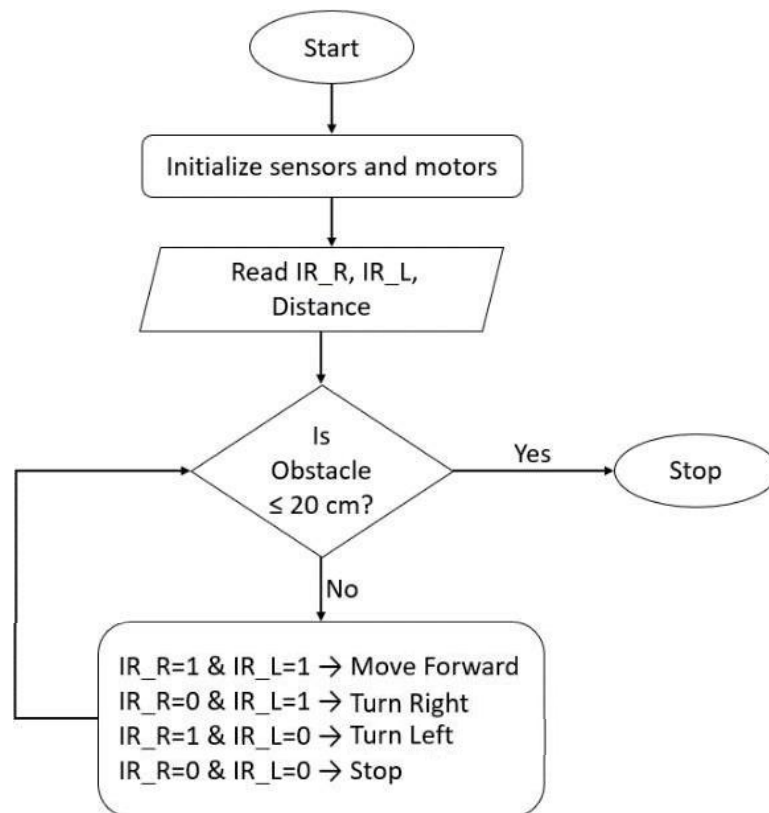 Start
Initialize sensors and motors
Read IR_R, IR_L,
Distance
Is
Obstacle
≤ 20 cm?
Yes
Stop
No
IR_R=1 & IR_L=1 → Move Forward
IR_R=0 & IR_L=1 → Turn Right
IR_R=1 & IR_L=0 → Turn Left
IR_R=0 & IR_L=0 → Stop